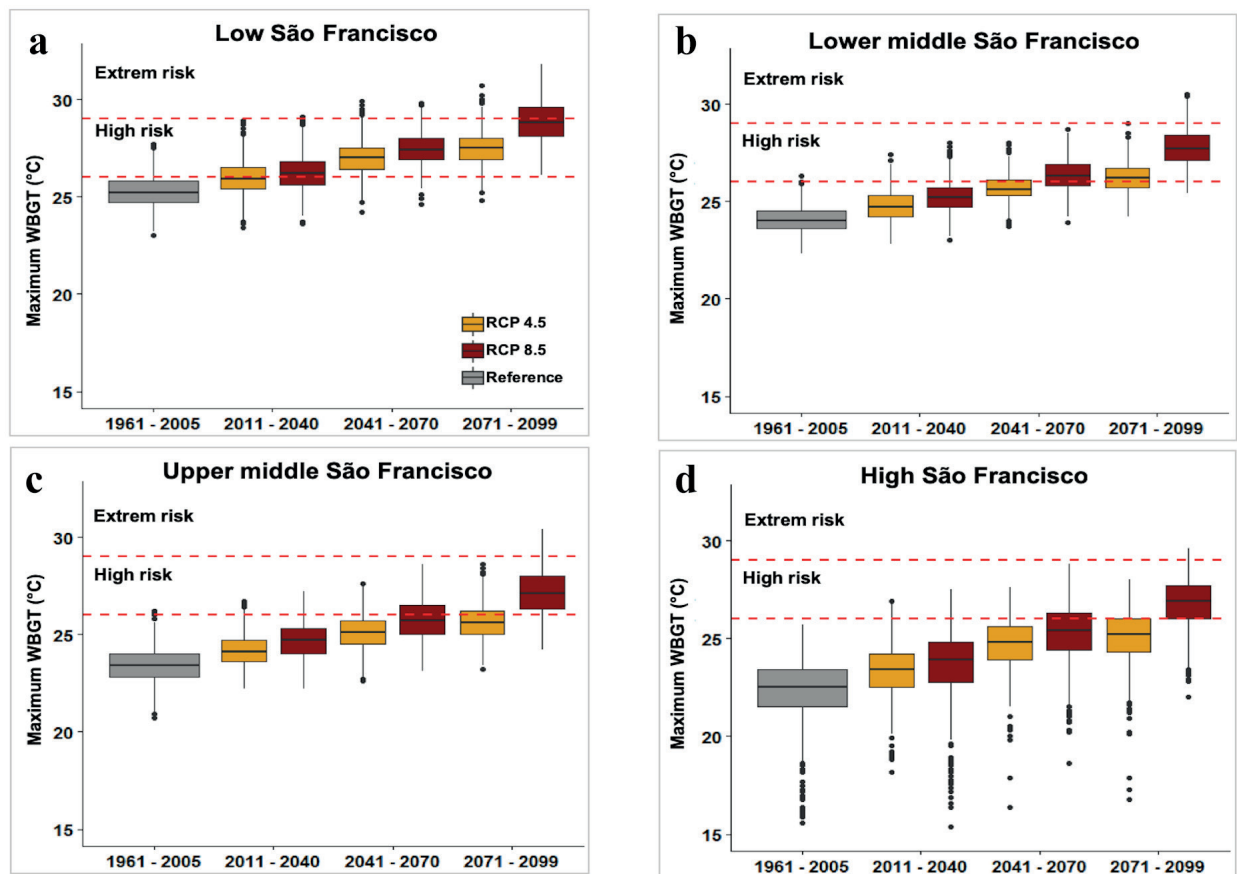 a
Low São Francisco
Extrem risk
High risk
Maximum WBGT (°C)
30
25
20
15
RCP 4.5
RCP 8.5
Reference
1961 - 2005 2011 - 2040 2041 - 2070 2071 - 2099
b
Lower middle São Francisco
Extrem risk
High risk
Maximum WBGT (°C)
30
25
20
15
1961 - 2005 2011 - 2040 2041 - 2070 2071 - 2099
c
Upper middle São Francisco
Extrem risk
High risk
Maximum WBGT (°C)
30
25
20
15
1961 - 2005 2011 - 2040 2041 - 2070 2071 - 2099
d
High São Francisco
Extrem risk
High risk
Maximum WBGT (°C)
30
25
20
15
1961 - 2005 2011 - 2040 2041 - 2070 2071 - 2099